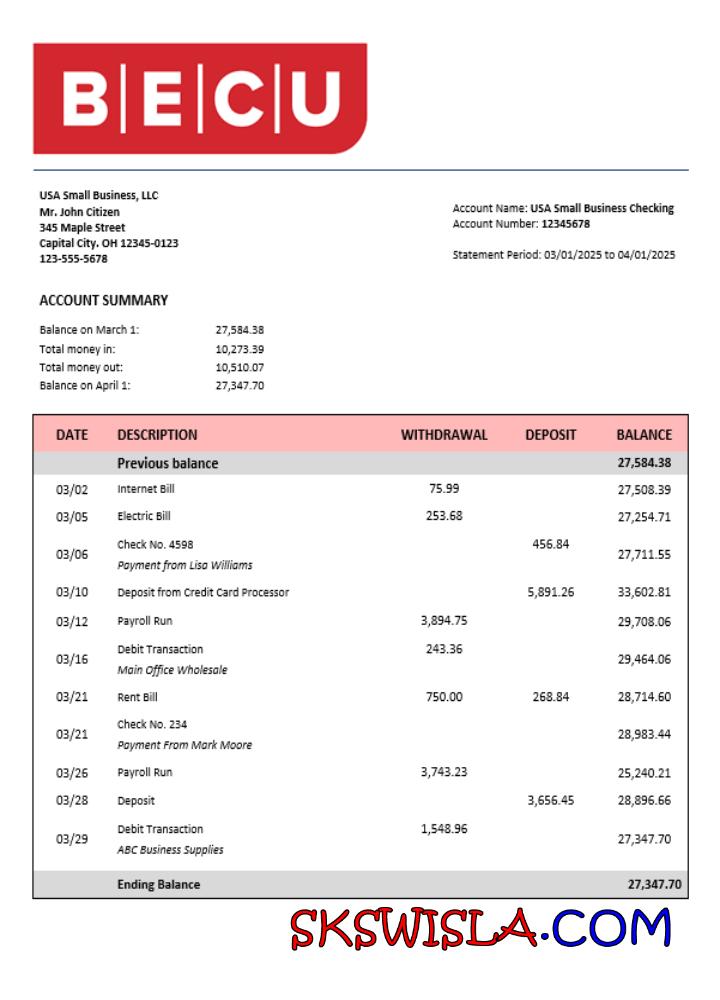 B|E|C|U
USA Small Business, LLC
Mr. John Citizen
345 Maple Street
Capital City. OH 12345-0123
123-555-5678
Account Name: USA Small Business Checking
Account Number: 12345678
Statement Period: 03/01/2025 to 04/01/2025
ACCOUNT SUMMARY
Balance on March 1: 27,584.38
Total money in: 10,273.39
Total money out: 10,510.07
Balance on April 1: 27,347.70
DATE DESCRIPTION WITHDRAWAL DEPOSIT BALANCE
Previous balance 27,584.38
03/02 Internet Bill 75.99 27,508.39
03/05 Electric Bill 253.68 27,254.71
03/06 Check No. 4598 456.84 27,711.55
Payment from Lisa Williams
03/10 Deposit from Credit Card Processor 5,891.26 33,602.81
03/12 Payroll Run 3,894.75 29,708.06
03/16 Debit Transaction 243.36 29,464.06
Main Office Wholesale
03/21 Rent Bill 750.00 268.84 28,714.60
03/21 Check No. 234 28,983.44
Payment From Mark Moore
03/26 Payroll Run 3,743.23 25,240.21
03/28 Deposit 3,656.45 28,896.66
03/29 Debit Transaction 1,548.96 27,347.70
ABC Business Supplies
Ending Balance 27,347.70
SKSWISLA.COM